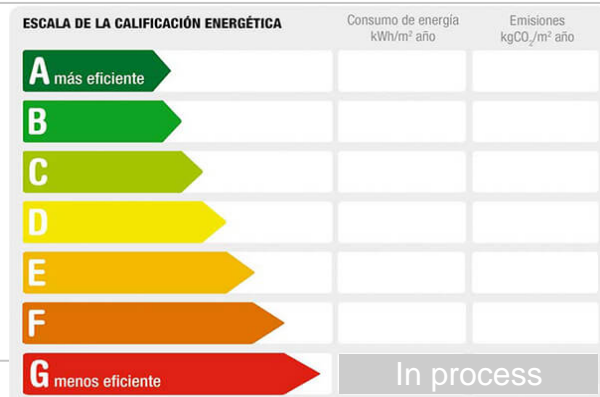 ESCALA DE LA CALIFICACIÓN ENERGÉTICA
Consumo de energía
kWh/m² año
Emisiones
kgCO₂/m² año
A más eficiente
B
C
D
E
F
G menos eficiente
In process